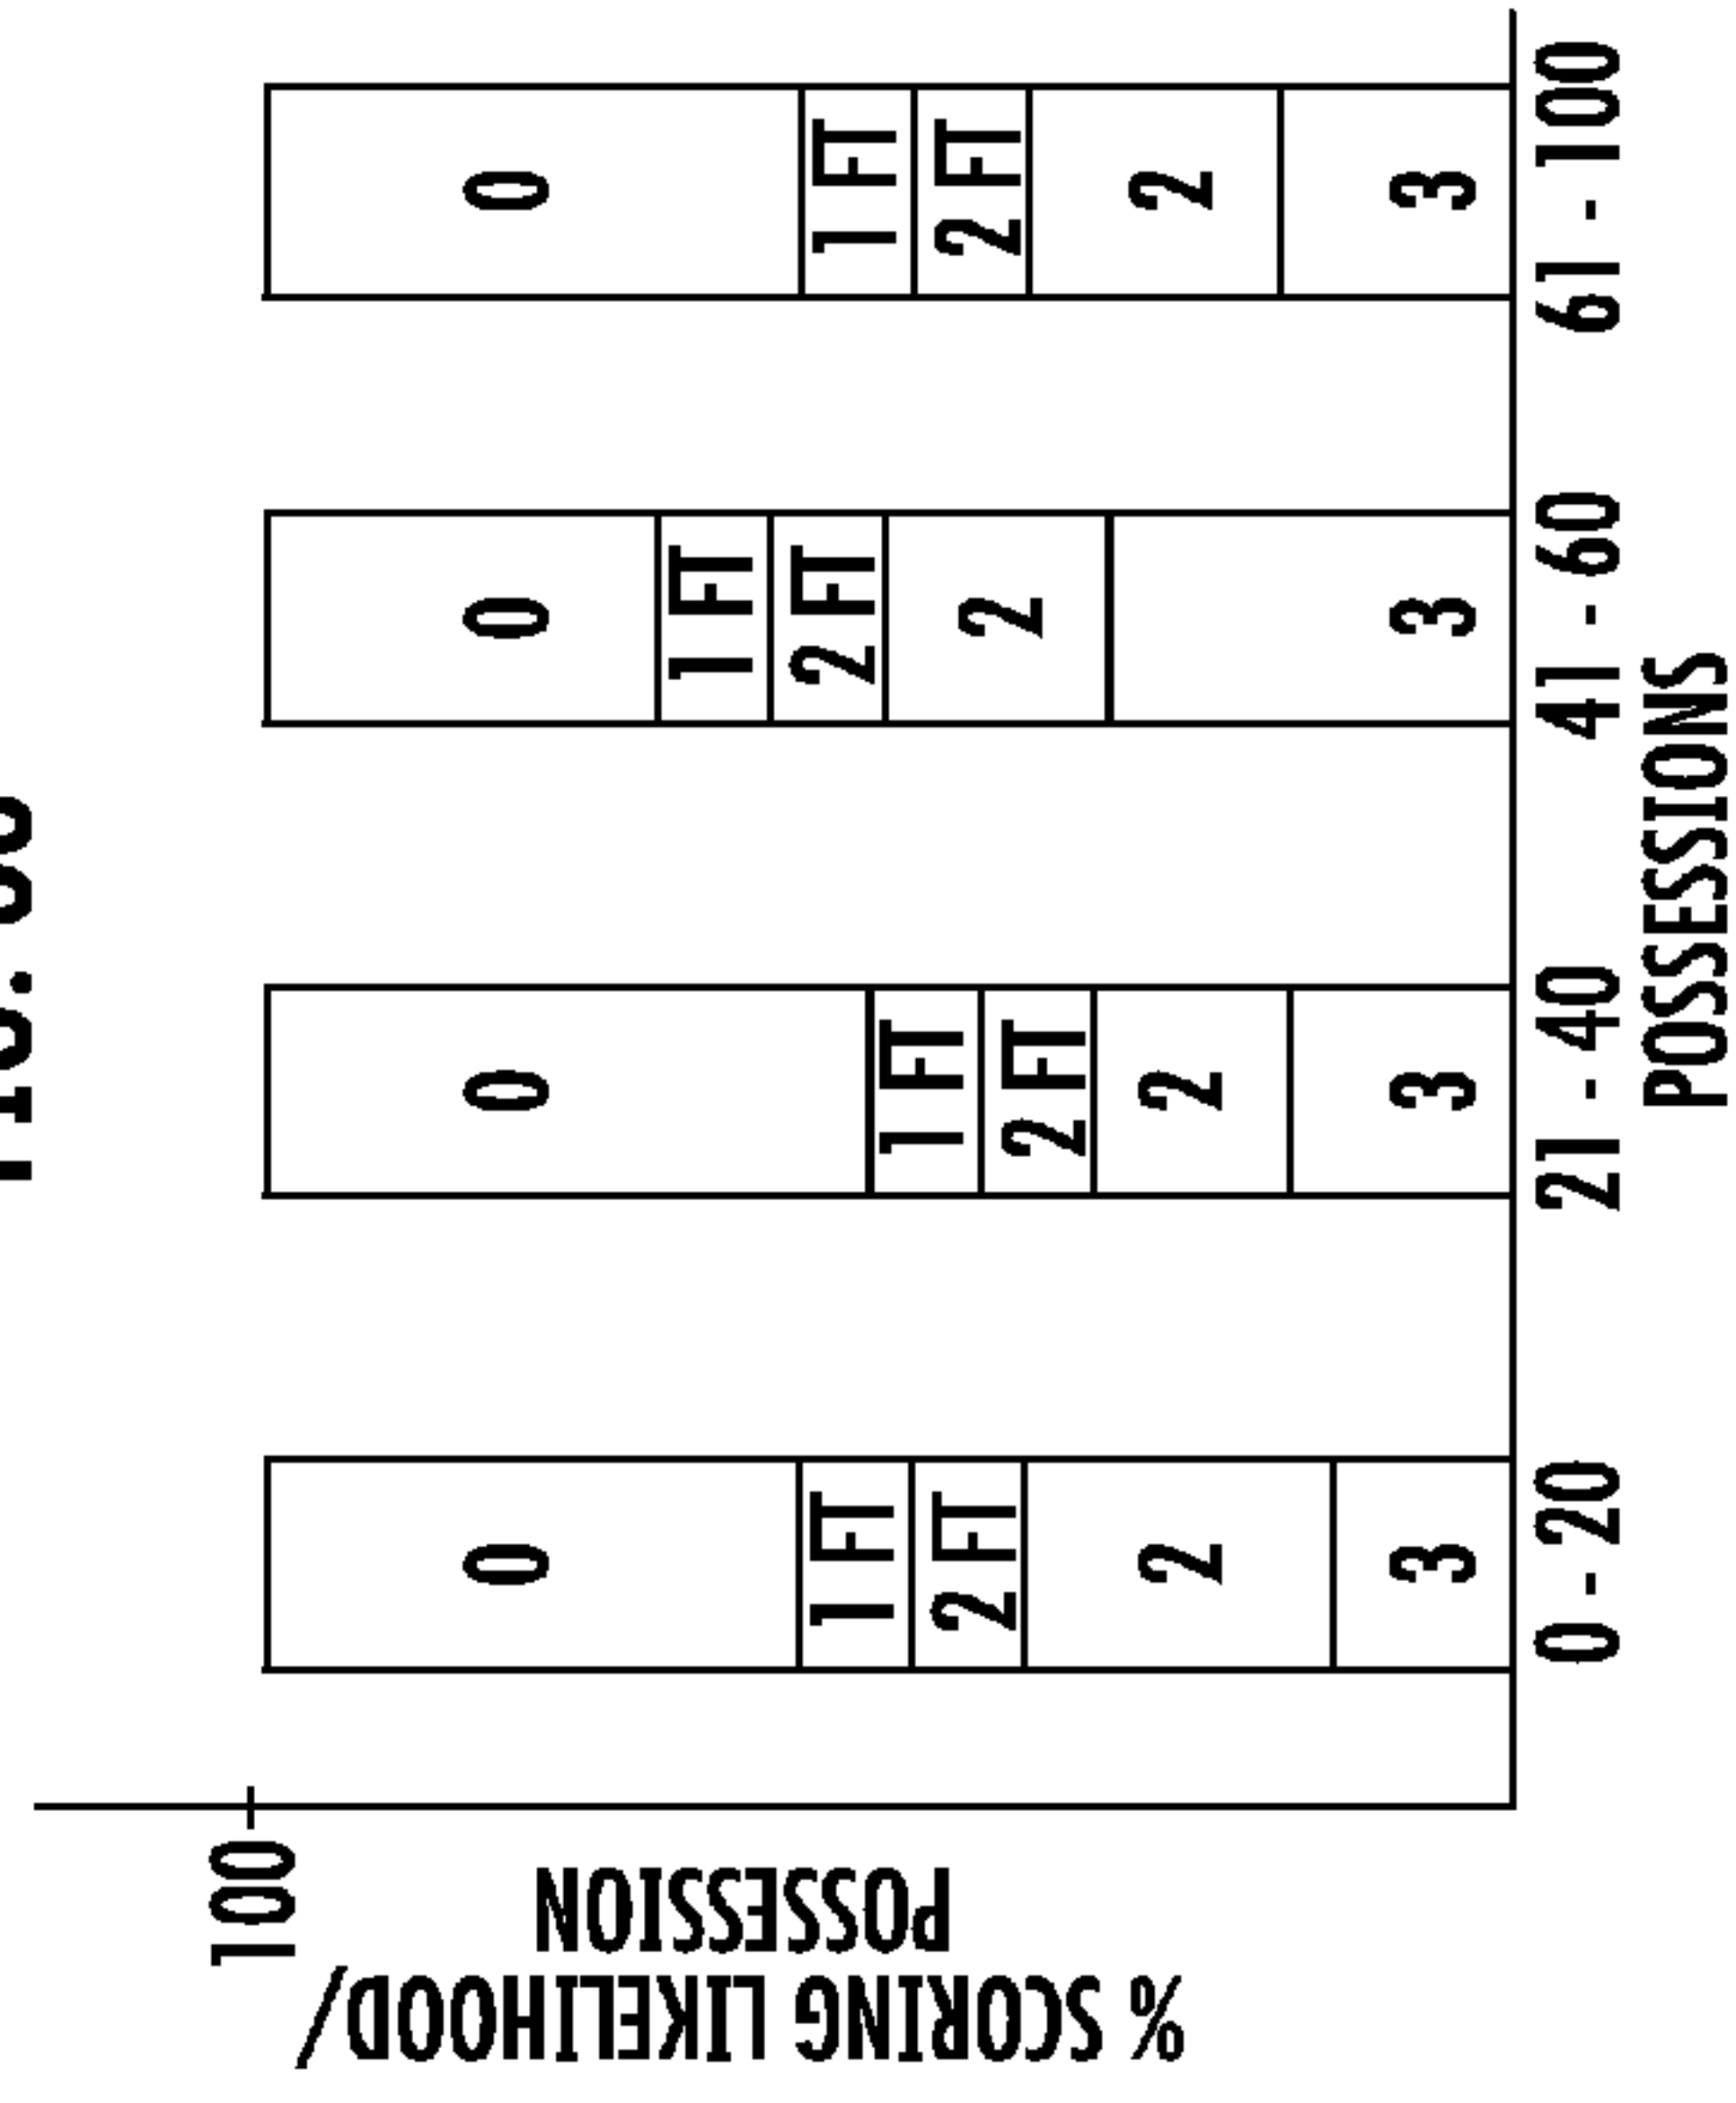 % SCORING LIKELIHOOD/
POSSESSION
100
0
1 FT
2 FT
2
3
0
1 FT
2 FT
2
3
0
1 FT
2 FT
2
3
0
1 FT
2 FT
2
3
0 - 20
21 - 40
41 - 60
61 - 100
POSSESSIONS